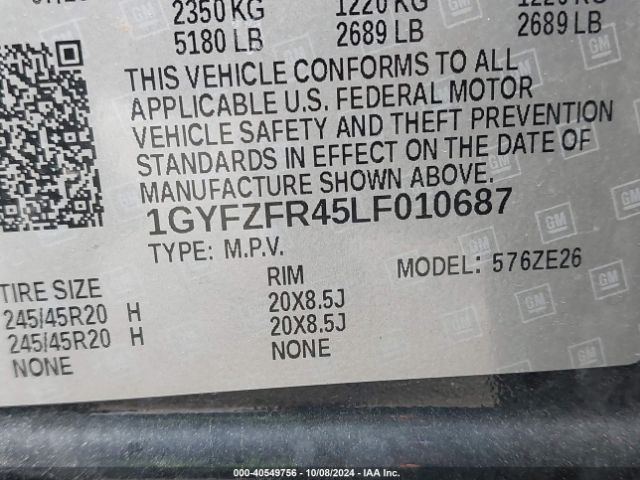 2350 KG 1220 KG 1220 KG
5180 LB 2689 LB 2689 LB
THIS VEHICLE CONFORMS TO ALL
APPLICABLE U.S. FEDERAL MOTOR
VEHICLE SAFETY AND THEFT PREVENTION
STANDARDS IN EFFECT ON THE DATE OF
MANUFACTURE SHOWN ABOVE.
1GYFZFR45LF010687
TYPE: M.P.V. MODEL: 576ZE26
TIRE SIZE RIM
245/45R20 H 20X8.5J
245/45R20 H 20X8.5J
NONE NONE
GM
000-40549756 - 10/08/2024 - IAA Inc.